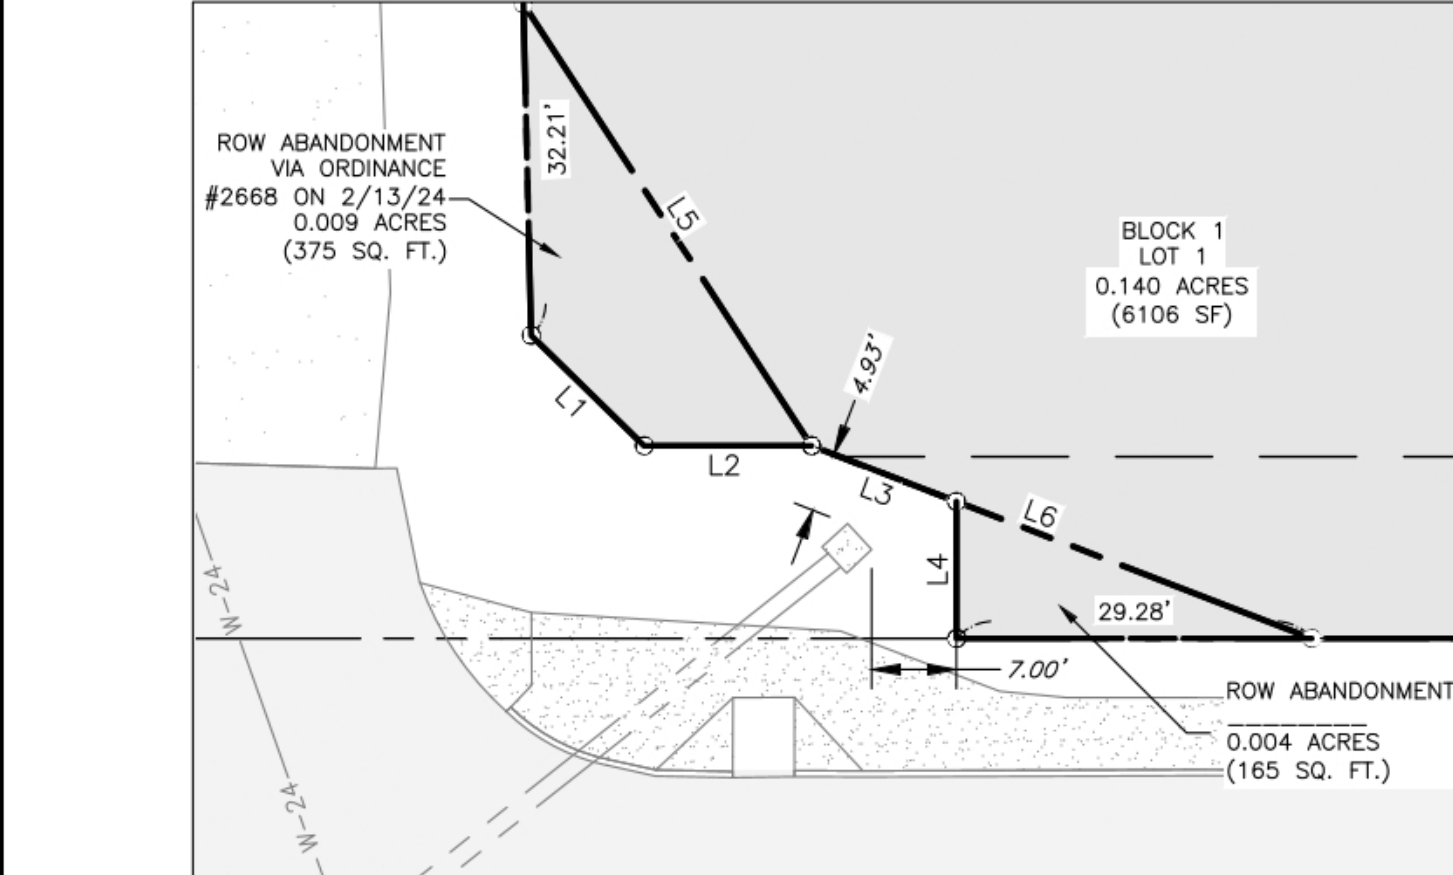 32.21'
ROW ABANDONMENT
VIA ORDINANCE
#2668 ON 2/13/24
0.009 ACRES
(375 SQ. FT.)
L5
BLOCK 1
LOT 1
0.140 ACRES
(6106 SF)
4.93'
L1
L2
L3
L6
L4
W-24
29.28'
7.00'
ROW ABANDONMENT
________
0.004 ACRES
(165 SQ. FT.)
W-24